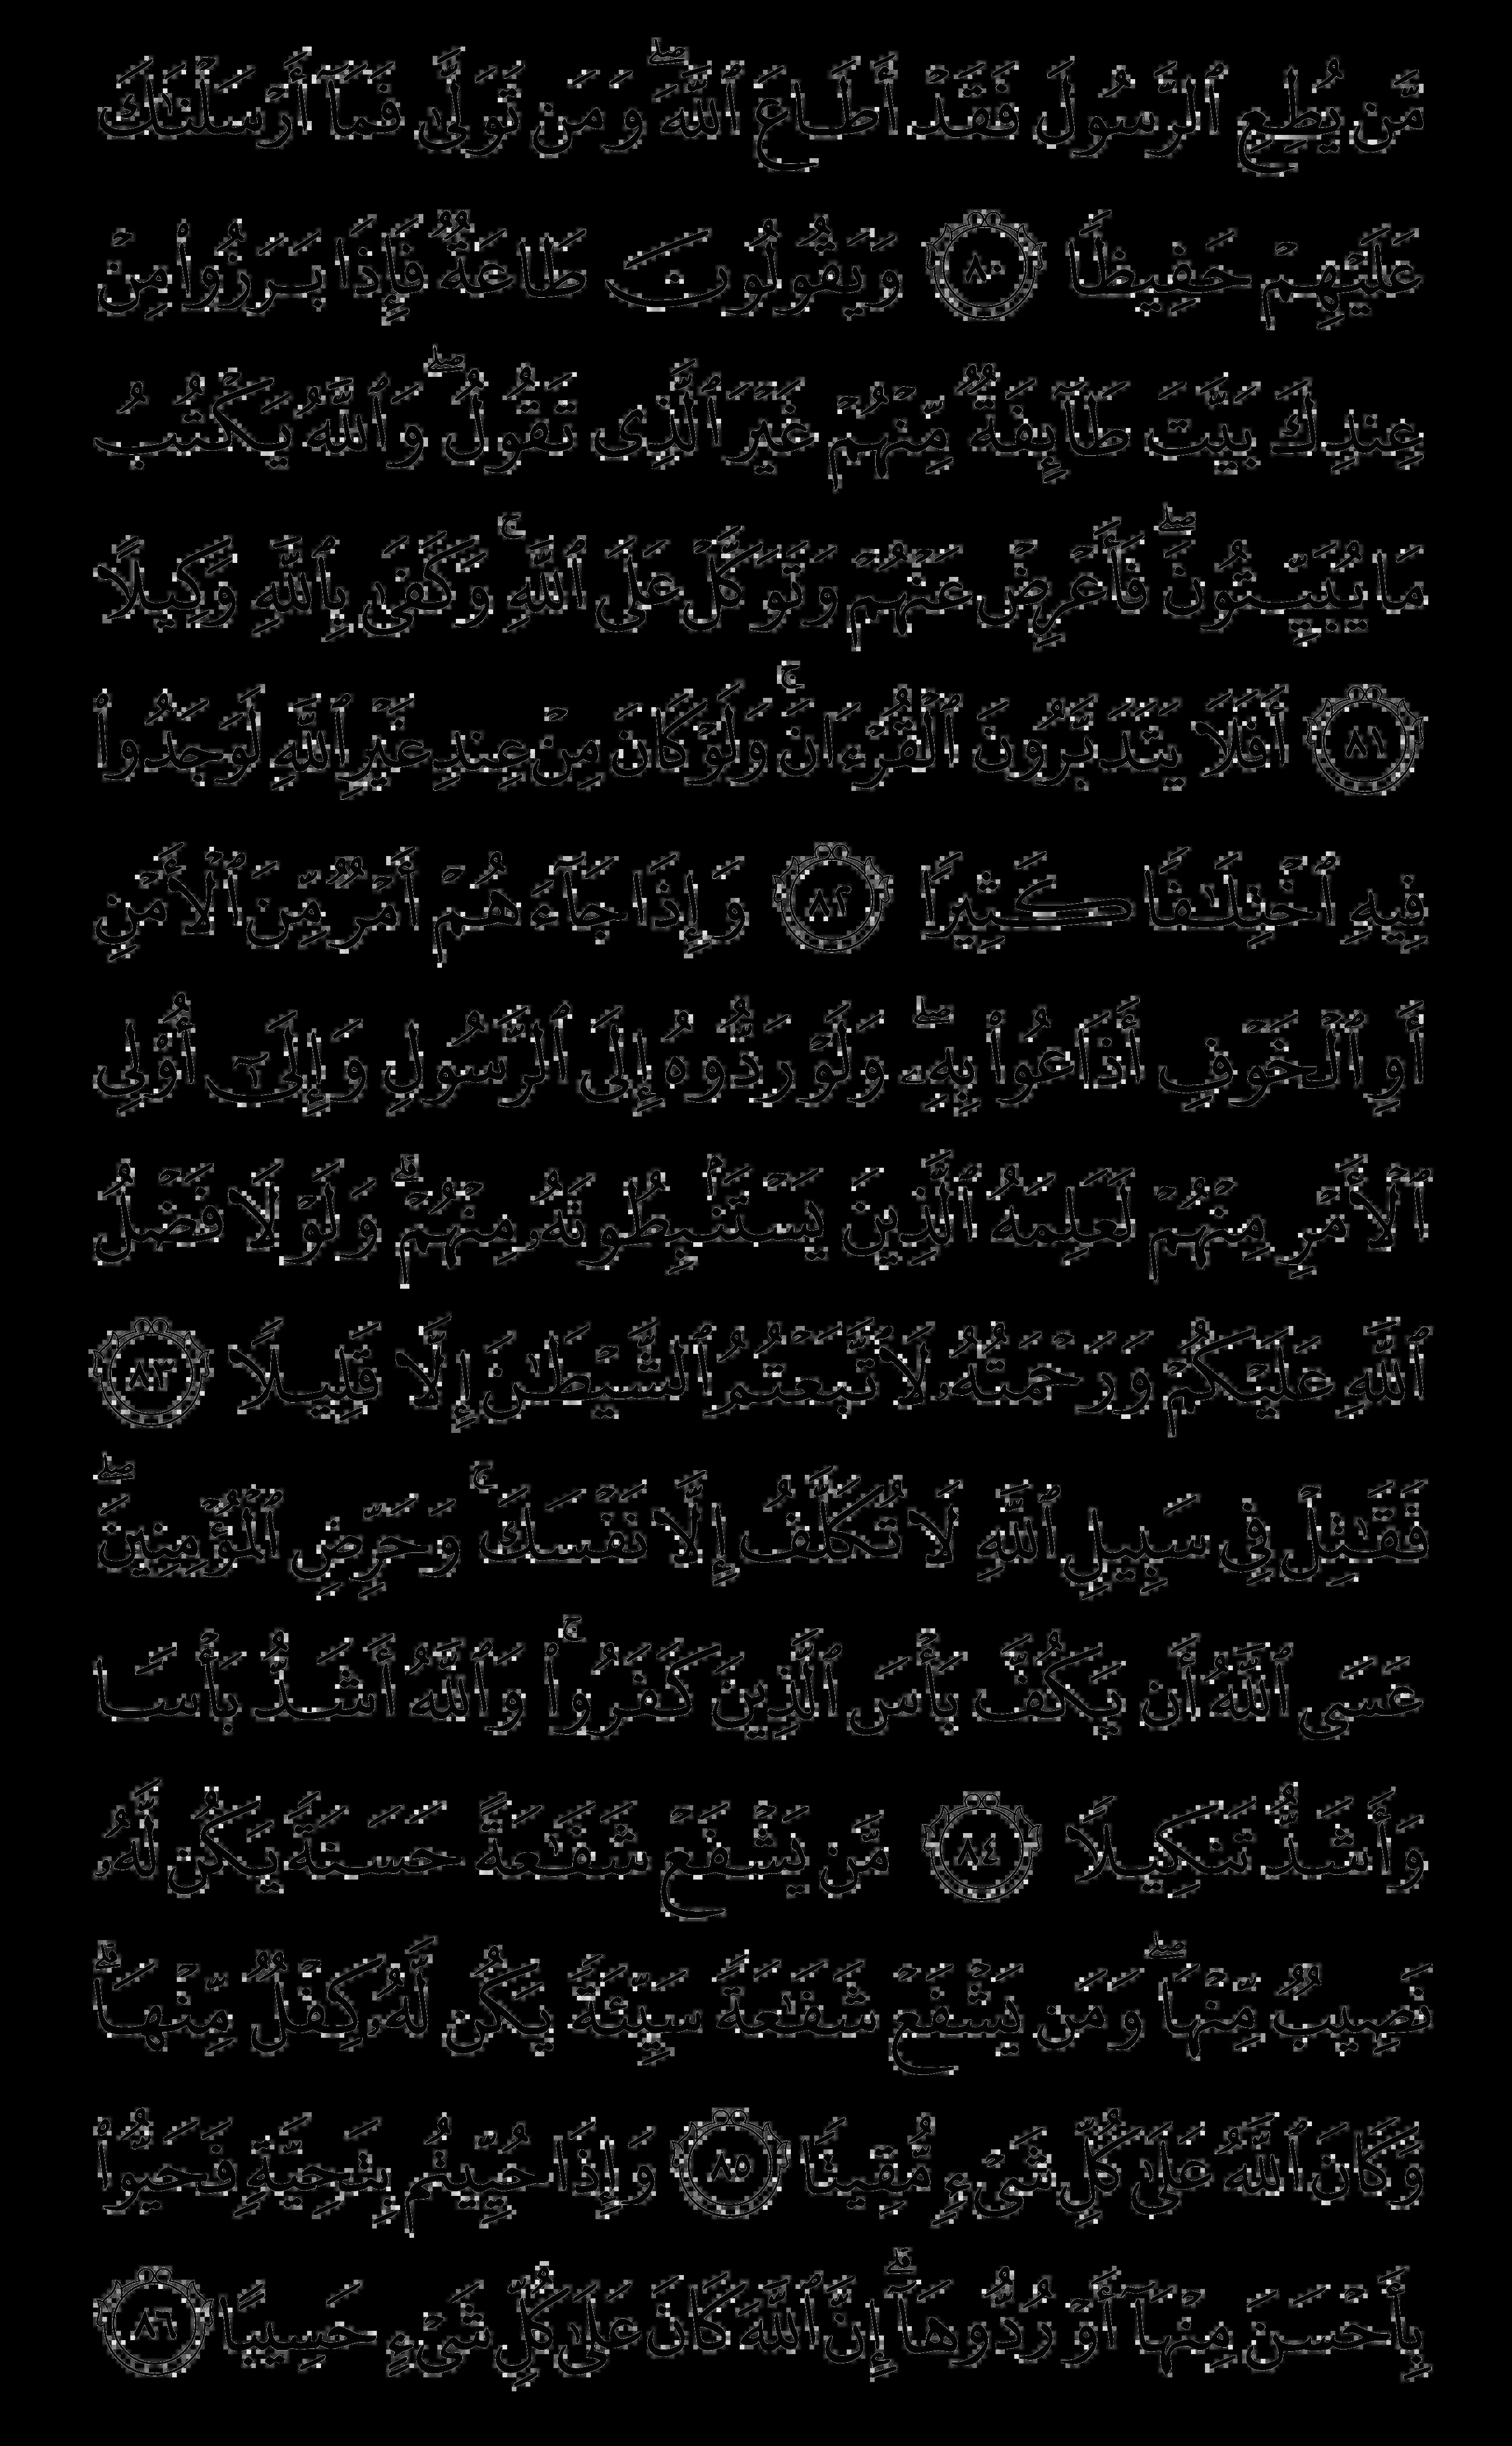 مَّن يُطِعِ ٱلرَّسُولَ فَقَدْ أَطَاعَ ٱللَّهَ ۖ وَمَن تَوَلَّىٰ فَمَآ أَرْسَلْنَٰكَ
عَلَيْهِمْ حَفِيظًا ٨٠ وَيَقُولُونَ طَاعَةٌ فَإِذَا بَرَزُوا۟ مِنْ
عِندِكَ بَيَّتَ طَآئِفَةٌ مِّنْهُمْ غَيْرَ ٱلَّذِى تَقُولُ ۖ وَٱللَّهُ يَكْتُبُ
مَا يُبَيِّتُونَ ۖ فَأَعْرِضْ عَنْهُمْ وَتَوَكَّلْ عَلَى ٱللَّهِ ۚ وَكَفَىٰ بِٱللَّهِ وَكِيلًا
٨١ أَفَلَا يَتَدَبَّرُونَ ٱلْقُرْءَانَ ۚ وَلَوْ كَانَ مِنْ عِندِ غَيْرِ ٱللَّهِ لَوَجَدُوا۟
فِيهِ ٱخْتِلَٰفًا كَثِيرًا ٨٢ وَإِذَا جَآءَهُمْ أَمْرٌ مِّنَ ٱلْأَمْنِ
أَوِ ٱلْخَوْفِ أَذَاعُوا۟ بِهِۦ ۖ وَلَوْ رَدُّوهُ إِلَى ٱلرَّسُولِ وَإِلَىٰٓ أُو۟لِى
ٱلْأَمْرِ مِنْهُمْ لَعَلِمَهُ ٱلَّذِينَ يَسْتَنۢبِطُونَهُۥ مِنْهُمْ ۗ وَلَوْلَا فَضْلُ
ٱللَّهِ عَلَيْكُمْ وَرَحْمَتُهُۥ لَٱتَّبَعْتُمُ ٱلشَّيْطَٰنَ إِلَّا قَلِيلًا ٨٣
فَقَٰتِلْ فِى سَبِيلِ ٱللَّهِ لَا تُكَلَّفُ إِلَّا نَفْسَكَ ۚ وَحَرِّضِ ٱلْمُؤْمِنِينَ ۖ
عَسَى ٱللَّهُ أَن يَكُفَّ بَأْسَ ٱلَّذِينَ كَفَرُوا۟ ۚ وَٱللَّهُ أَشَدُّ بَأْسًا
وَأَشَدُّ تَنكِيلًا ٨٤ مَّن يَشْفَعْ شَفَٰعَةً حَسَنَةً يَكُن لَّهُۥ
نَصِيبٌ مِّنْهَا ۖ وَمَن يَشْفَعْ شَفَٰعَةً سَيِّئَةً يَكُن لَّهُۥ كِفْلٌ مِّنْهَا ۗ
وَكَانَ ٱللَّهُ عَلَىٰ كُلِّ شَىْءٍ مُّقِيتًا ٨٥ وَإِذَا حُيِّيتُم بِتَحِيَّةٍ فَحَيُّوا۟
بِأَحْسَنَ مِنْهَآ أَوْ رُدُّوهَآ ۗ إِنَّ ٱللَّهَ كَانَ عَلَىٰ كُلِّ شَىْءٍ حَسِيبًا ٨٦